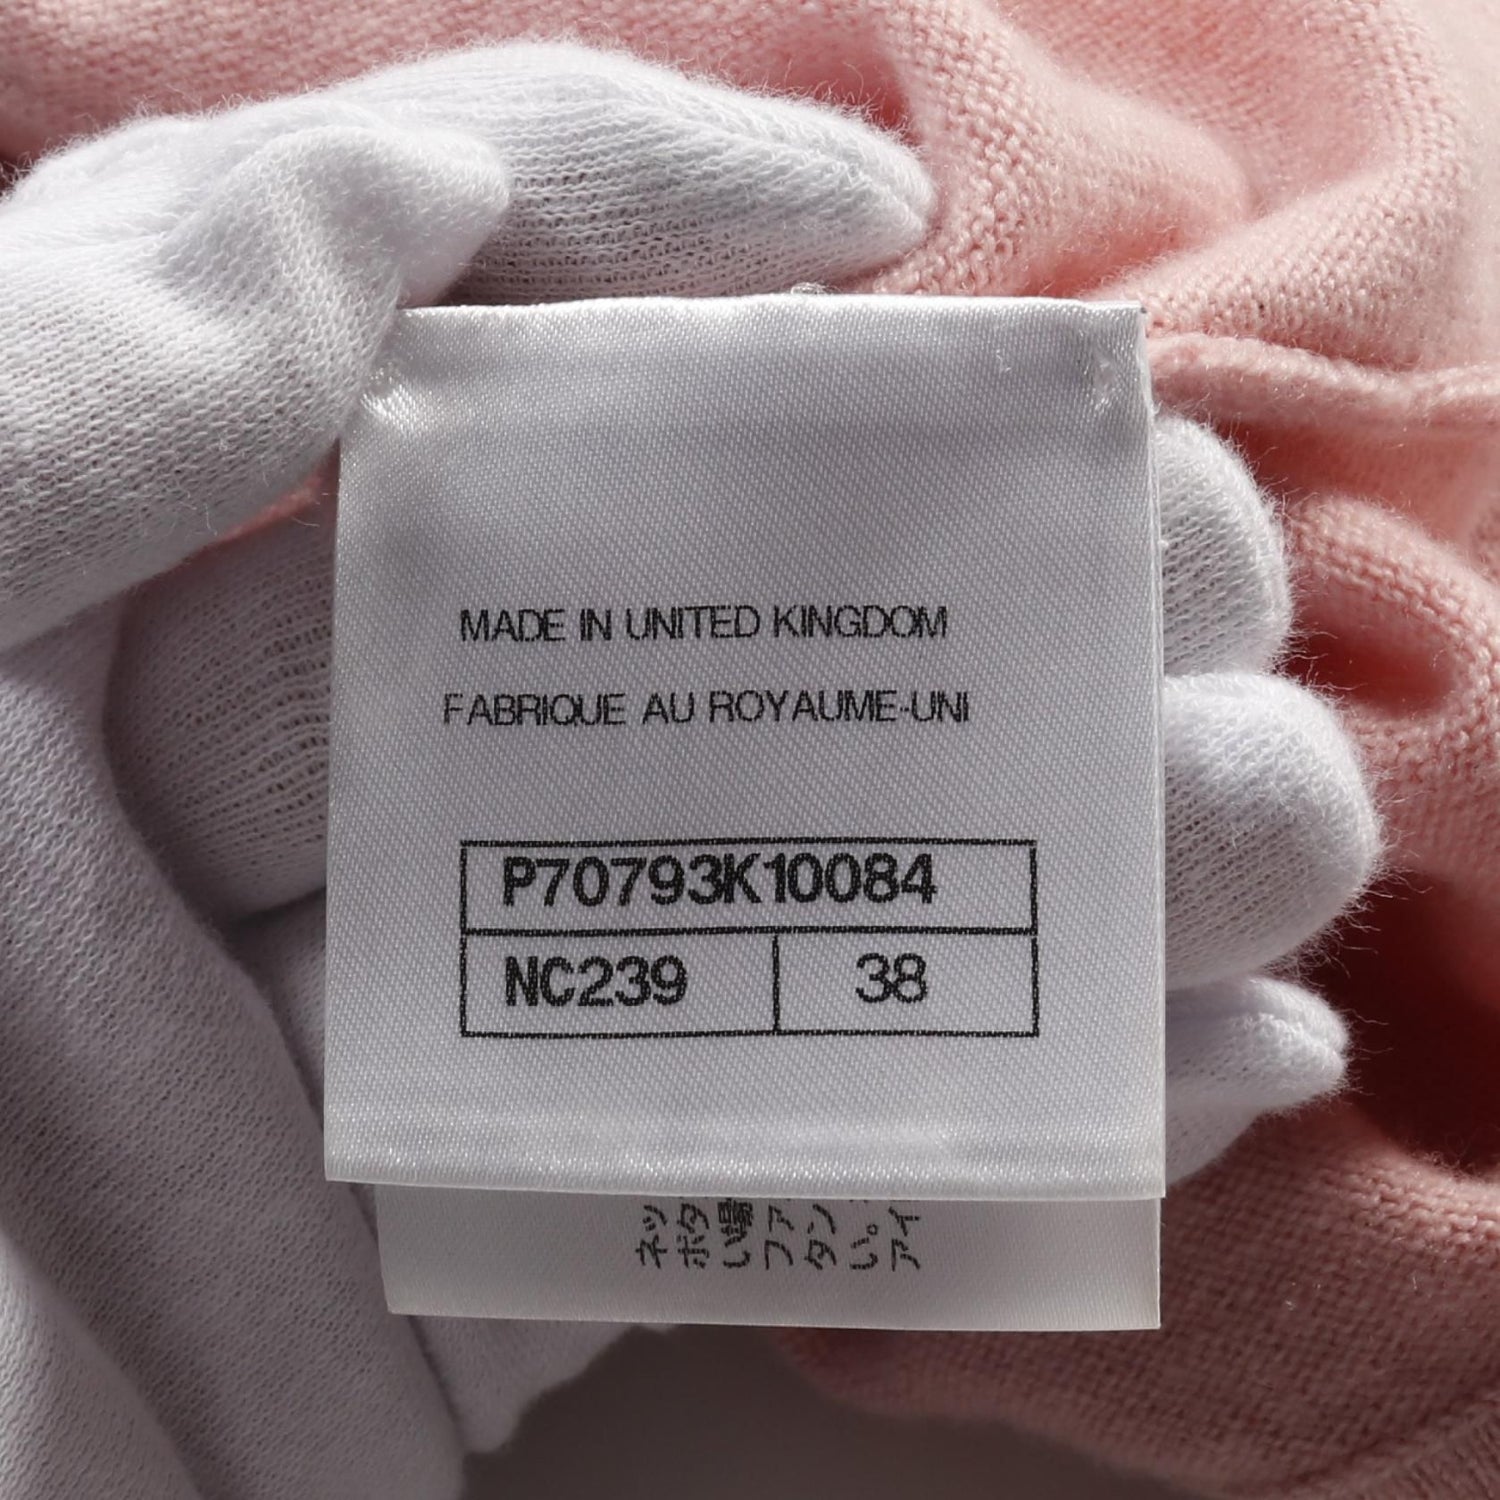 MADE IN UNITED KINGDOM
FABRIQUE AU ROYAUME-UNI
P70793K10084
NC239 38